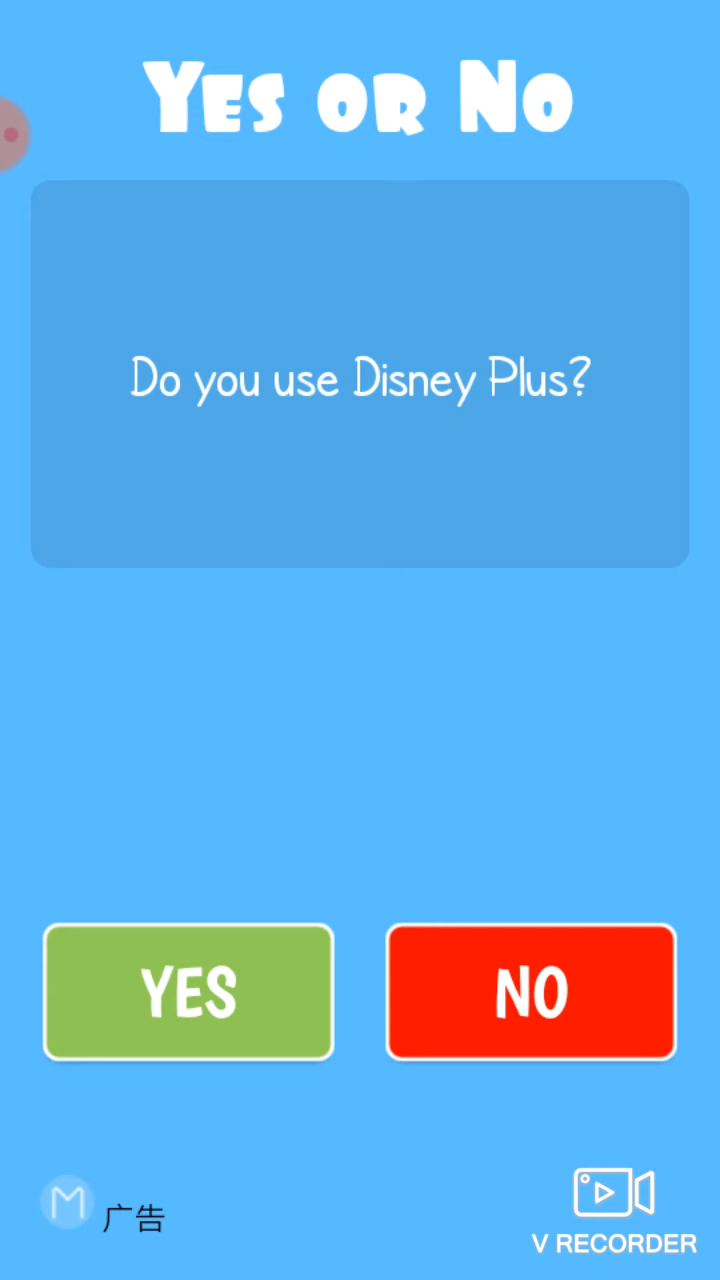 Yes or No
Do you use Disney Plus?
YES
NO
M
广告
V RECORDER